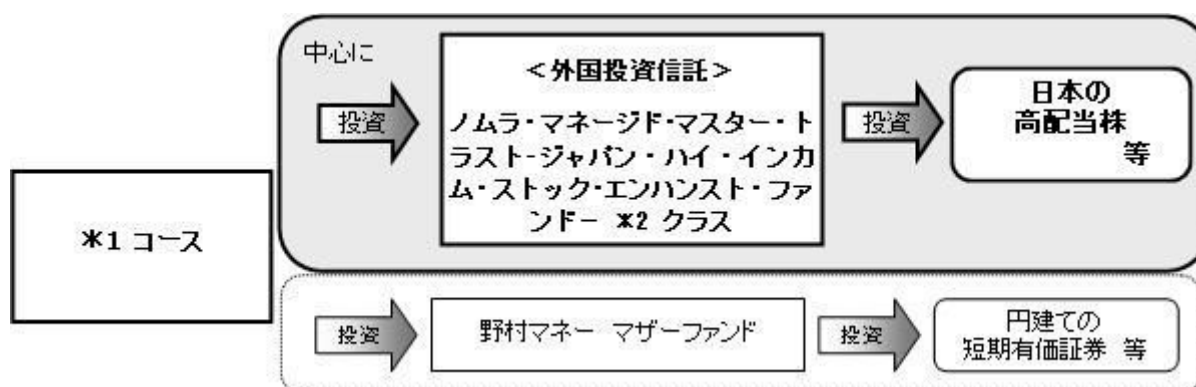 中心に
投資
<外国投資信託>
ノムラ・マネージド・マスター・ト
ラスト-ジャパン・ハイ・インカ
ム・ストック・エンハンスト・ファ
ンドー *2 クラス
投資
日本の
高配当株
等
*1 コース
投資
野村マネー マザーファンド
投資
円建ての
短期有価証券 等